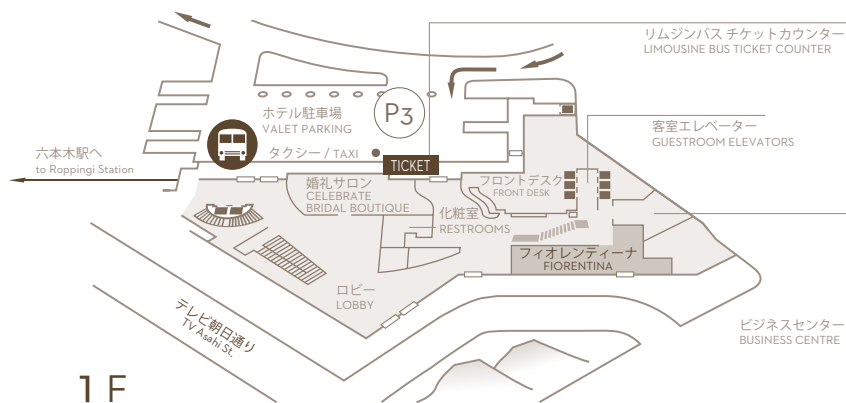 リムジンバス チケットカウンター
LIMOUSINE BUS TICKET COUNTER
ホテル駐車場
VALET PARKING
P3
客室エレベーター
GUESTROOM ELEVATORS
六本木駅へ
to Roppingi Station
タクシー / TAXI
TICKET
婚礼サロン
CELEBRATE
BRIDAL BOUTIQUE
フロントデスク
FRONT DESK
化粧室
RESTROOMS
フィオレンティーナ
FIORENTINA
ロビー
LOBBY
テレビ朝日通り
TV Asahi St.
ビジネスセンター
BUSINESS CENTRE
1F